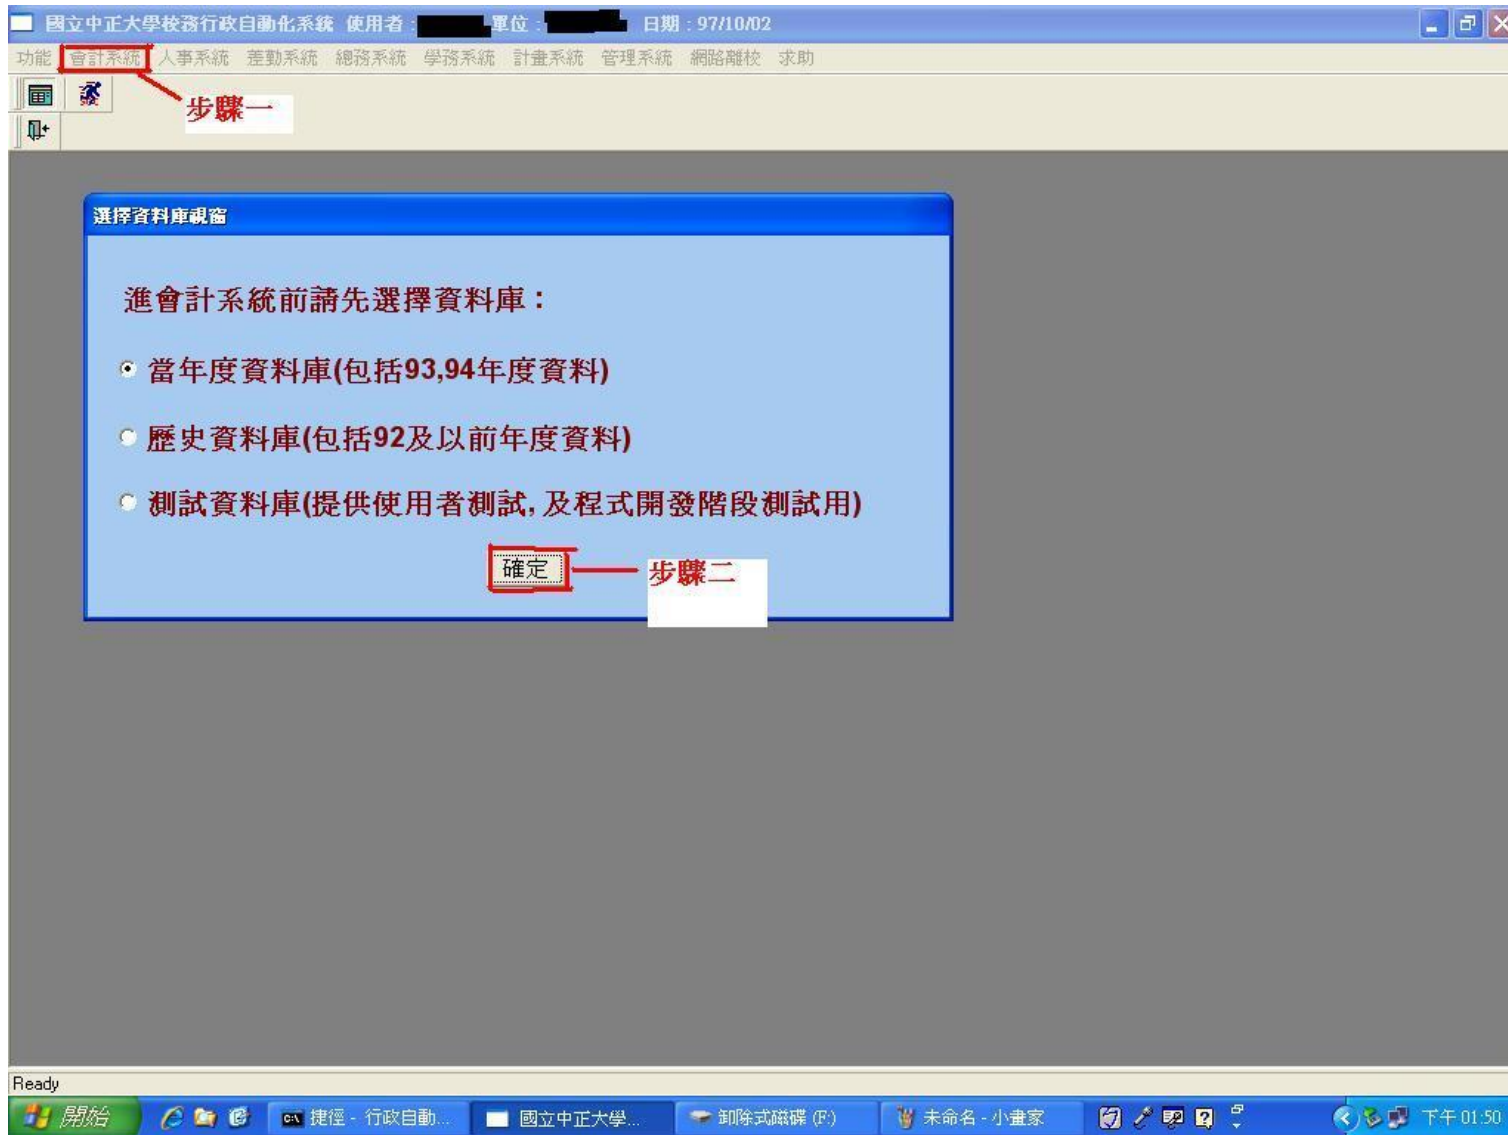 國立中正大學校務行政自動化系統 使用者: 單位: 日期:97/10/02
功能 會計系統 人事系統 差勤系統 總務系統 學務系統 計畫系統 管理系統 網路離校 求助
步驟一
選擇資料庫視窗
進會計系統前請先選擇資料庫:
當年度資料庫(包括93,94年度資料)
歷史資料庫(包括92及以前年度資料)
測試資料庫(提供使用者測試, 及程式開發階段測試用)
確定
步驟二
Ready
開始 捷徑 - 行政自動... 國立中正大學... 卸除式磁碟 (F:) 未命名 - 小畫家 下午 01:50